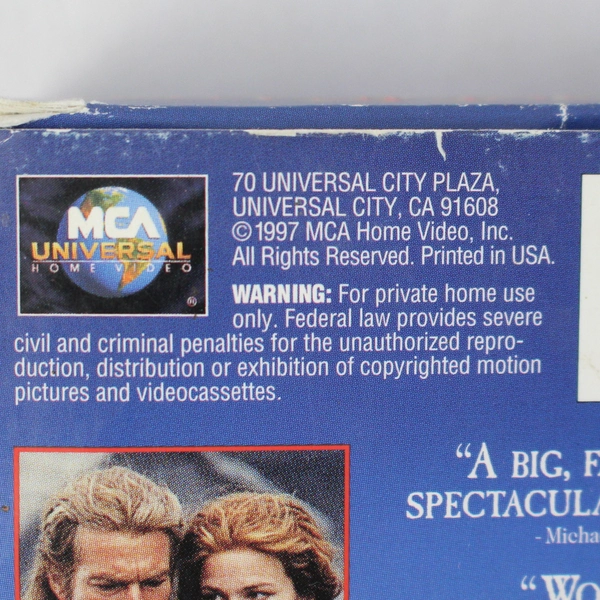 MCA
UNIVERSAL
HOME VIDEO
®
70 UNIVERSAL CITY PLAZA,
UNIVERSAL CITY, CA 91608
©1997 MCA Home Video, Inc.
All Rights Reserved. Printed in USA.
WARNING: For private home use
only. Federal law provides severe
civil and criminal penalties for the unauthorized repro-
duction, distribution or exhibition of copyrighted motion
pictures and videocassettes.
“A BIG,